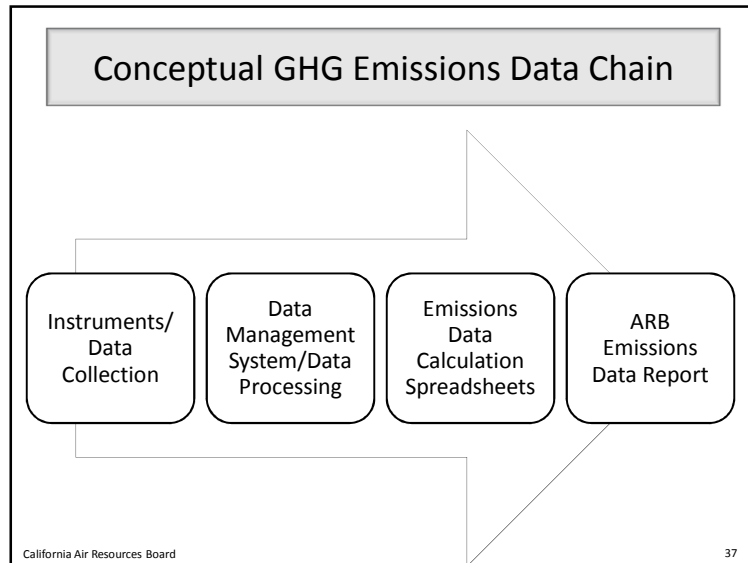 Conceptual GHG Emissions Data Chain
Instruments/
Data
Collection
Data
Management
System/Data
Processing
Emissions
Data
Calculation
Spreadsheets
ARB
Emissions
Data Report
California Air Resources Board
37